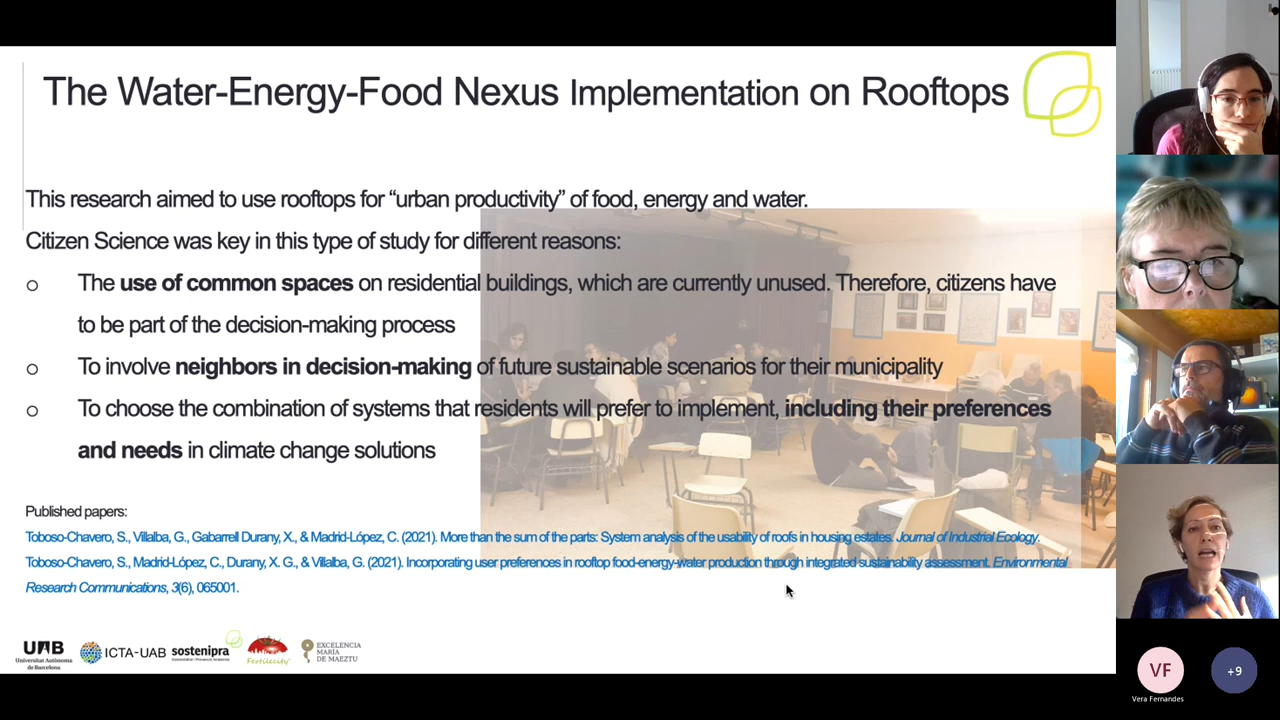 The Water-Energy-Food Nexus Implementation on Rooftops
This research aimed to use rooftops for “urban productivity” of food, energy and water.
Citizen Science was key in this type of study for different reasons:
o The use of common spaces on residential buildings, which are currently unused. Therefore, citizens have
to be part of the decision-making process
o To involve neighbors in decision-making of future sustainable scenarios for their municipality
o To choose the combination of systems that residents will prefer to implement, including their preferences
and needs in climate change solutions
Published papers:
Toboso-Chavero, S., Villalba, G., Gabarrell Durany, X., & Madrid-López, C. (2021). More than the sum of the parts: System analysis of the usability of roofs in housing estates. Journal of Industrial Ecology.
Toboso-Chavero, S., Madrid-López, C., Durany, X. G., & Villalba, G. (2021). Incorporating user preferences in rooftop food-energy-water production through integrated sustainability assessment. Environmental
Research Communications, 3(6), 065001.
UAB
Universitat Autònoma
de Barcelona
ICTA-UAB
sostenipra
Fertilecity
EXCELENCIA
MARÍA
DE MAEZTU
VF
+9
Vera Fernandes